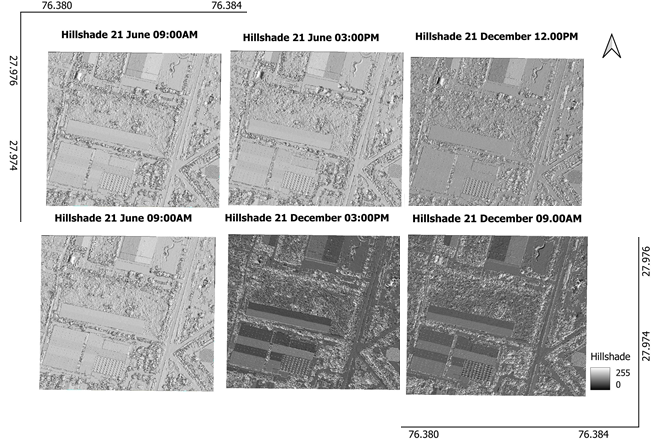 76.380 76.384
Hillshade 21 June 09:00AM
Hillshade 21 June 03:00PM
Hillshade 21 December 12.00PM
27.976
27.974
Hillshade 21 June 09:00AM
Hillshade 21 December 03:00PM
Hillshade 21 December 09.00AM
27.976
27.974
Hillshade
255
0
76.380 76.384